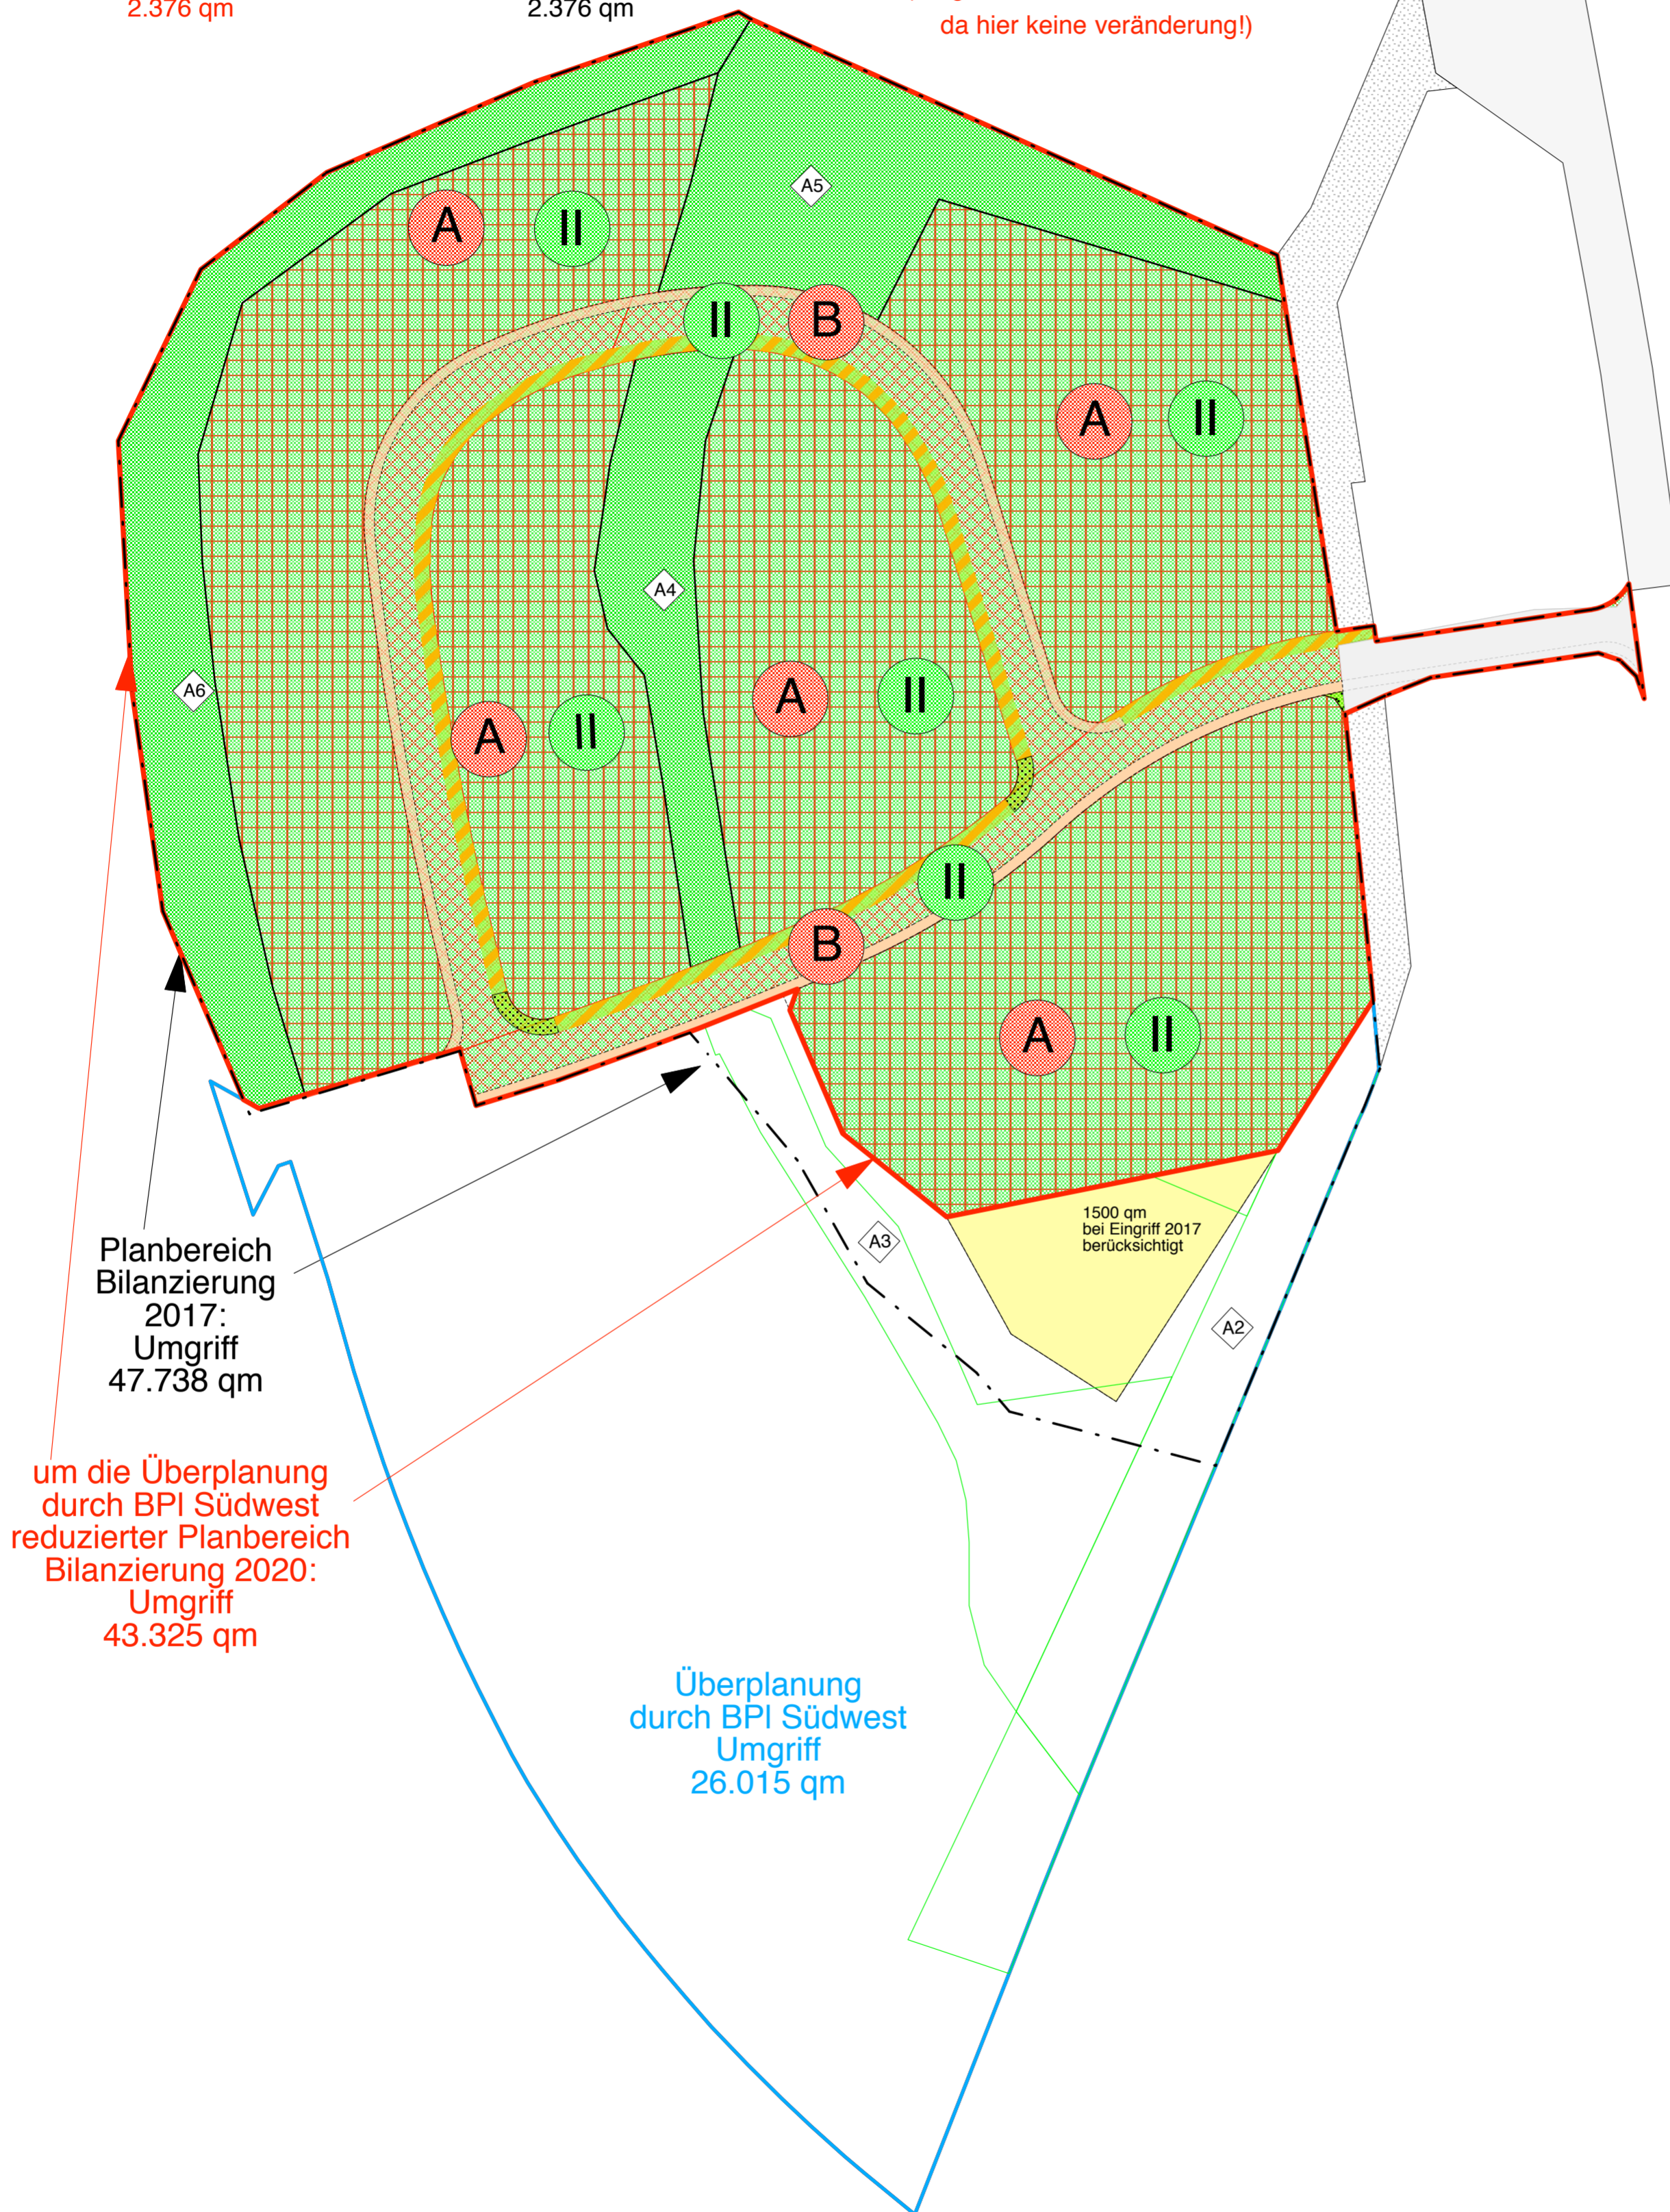 2.376 qm
2.376 qm
da hier keine veränderung!)
A5
A
II
II
B
A
II
A4
A6
A
II
A
II
II
B
A
II
1500 qm
bei Eingriff 2017
berücksichtigt
A3
A2
Planbereich
Bilanzierung
2017:
Umgriff
47.738 qm
um die Überplanung
durch BPl Südwest
reduzierter Planbereich
Bilanzierung 2020:
Umgriff
43.325 qm
Überplanung
durch BPl Südwest
Umgriff
26.015 qm